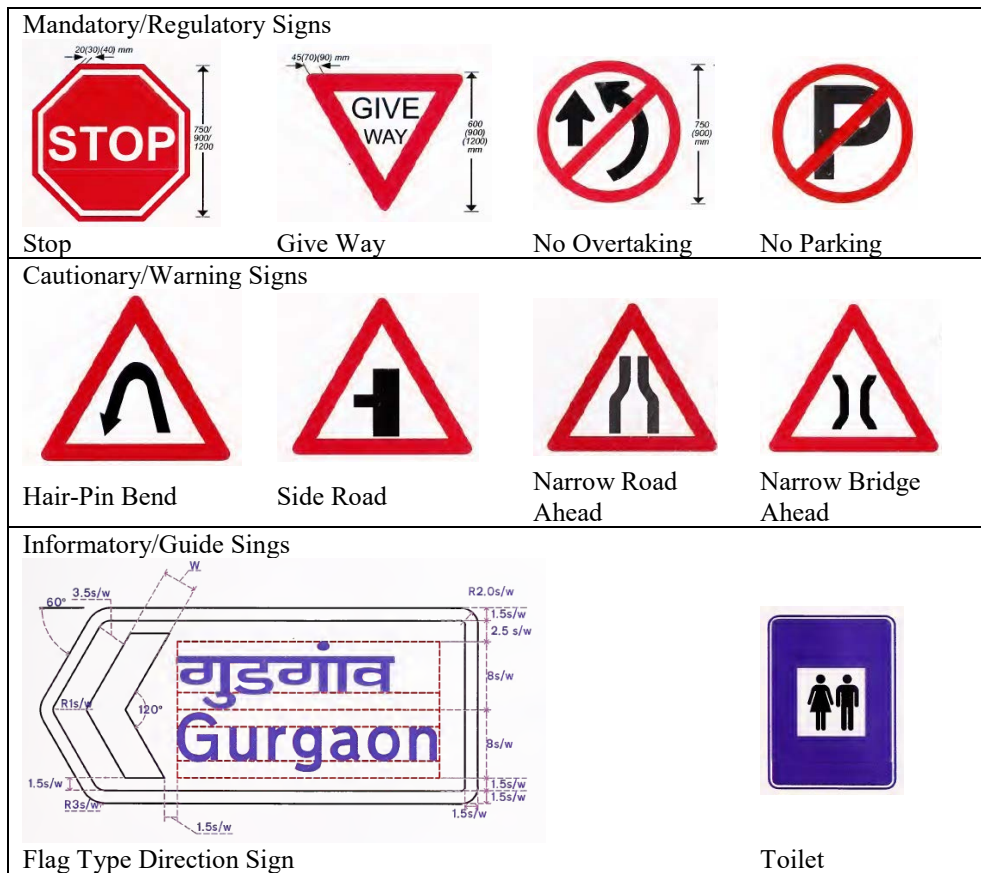 Mandatory/Regulatory Signs
20(30)(40) mm
STOP
750/
900/
1200
45(70)(90) mm
GIVE
WAY
600
(900)
(1200)
mm
750
(900)
mm
P
Stop
Give Way
No Overtaking
No Parking
Cautionary/Warning Signs
Hair-Pin Bend
Side Road
Narrow Road
Ahead
Narrow Bridge
Ahead
Informatory/Guide Sings
W
3.5s/w
60°
R2.0s/w
1.5s/w
2.5 s/w
गुडगांव
8s/w
R1s/w
120°
Gurgaon
8s/w
1.5s/w
1.5s/w
1.5s/w
R3s/w
1.5s/w
1.5s/w
Flag Type Direction Sign
Toilet